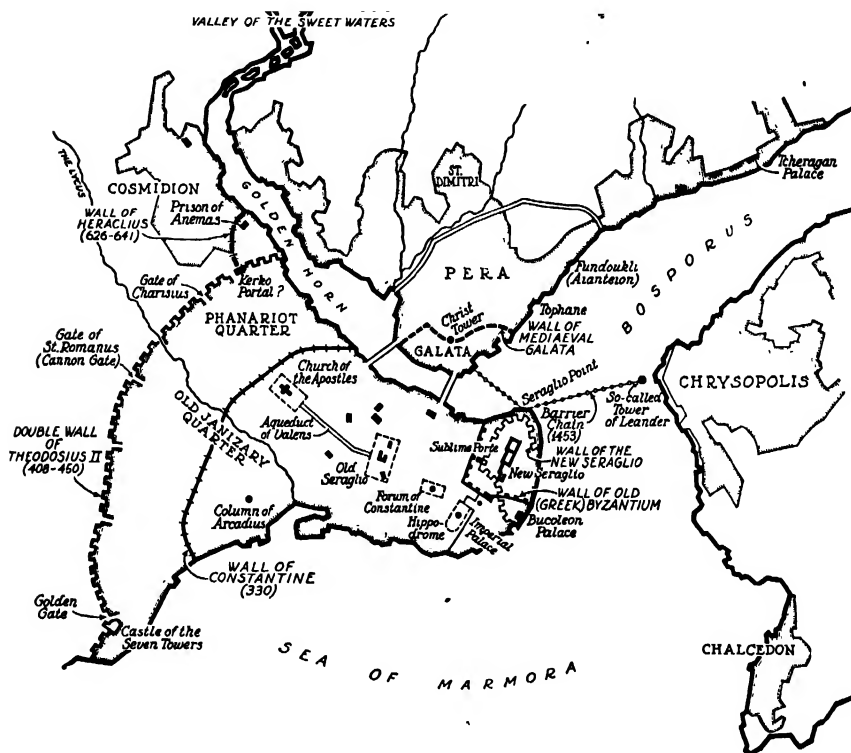 VALLEY OF THE SWEET WATERS
THE LYCUS
COSMIDION
Prison of
Anemas
WALL OF
HERACLIUS
(626-641)
GOLDEN HORN
ST.
DIMITRI
Tcheragan
Palace
PERA
Fundoukli
(Aianteion)
BOSPORUS
Gate of
Charisius
Kerko
Portal?
PHANARIOT
QUARTER
Christ
Tower
Tophane
WALL OF
MEDIAEVAL
GALATA
GALATA
Gate of
St. Romanus
(Cannon Gate)
Church of
the Apostles
Seraglio Point
CHRYSOPOLIS
So-called
Tower
of Leander
Barrier
Chain
(1453)
Aqueduct
of Valens
OLD JANIZARY
QUARTER
DOUBLE WALL
OF
THEODOSIUS II
(408-450)
Old
Seraglio
Sublime Porte
WALL OF THE
NEW SERAGLIO
New Seraglio
Forum of
Constantine
WALL OF OLD
(GREEK) BYZANTIUM
Column of
Arcadius
Hippo-
drome
Imperial
Palace
Bucoleon
Palace
WALL OF
CONSTANTINE
(330)
Golden
Gate
Castle of the
Seven Towers
SEA OF MARMORA
CHALCEDON